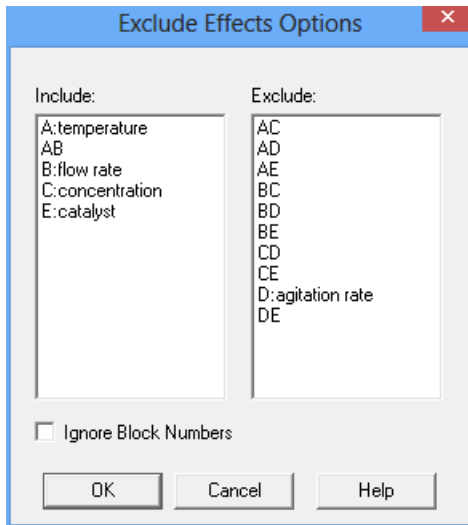 Exclude Effects Options
Include:
A:temperature
AB
B:flow rate
C:concentration
E:catalyst
Exclude:
AC
AD
AE
BC
BD
BE
CD
CE
D:agitation rate
DE
Ignore Block Numbers
OK
Cancel
Help